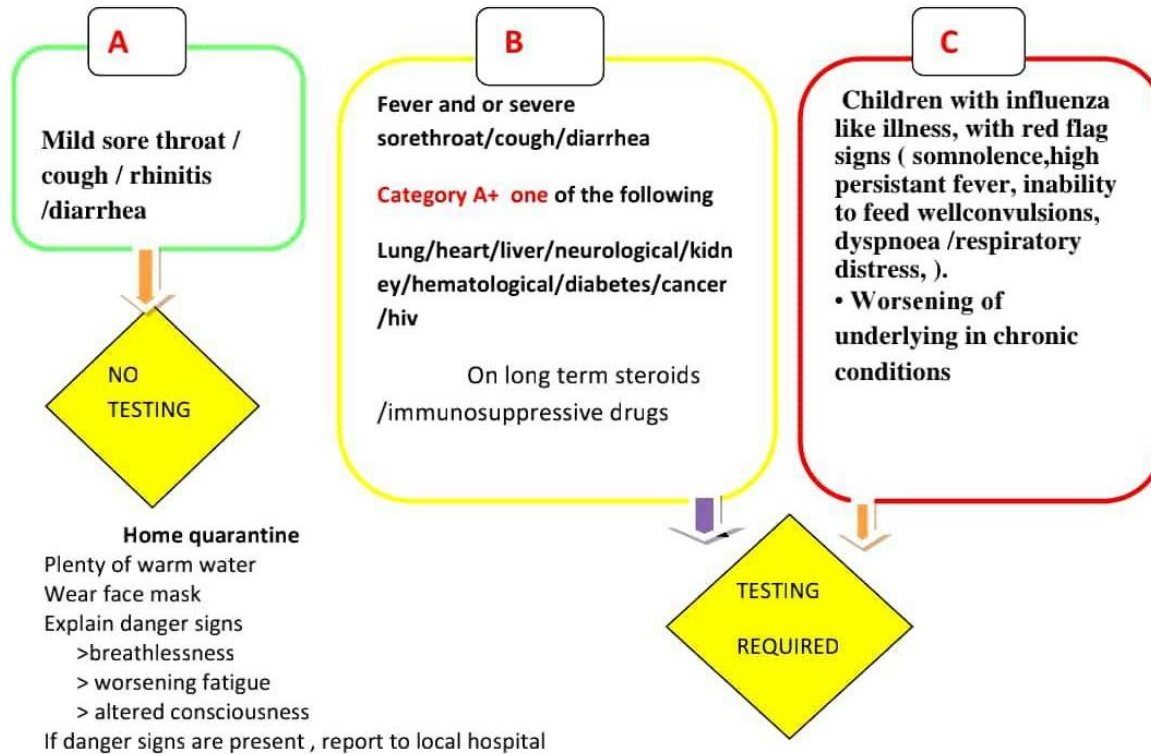 A
Mild sore throat /
cough / rhinitis
/diarrhea
NO
TESTING
Home quarantine
Plenty of warm water
Wear face mask
Explain danger signs
>breathlessness
> worsening fatigue
> altered consciousness
If danger signs are present , report to local hospital
B
Fever and or severe
sorethroat/cough/diarrhea
Category A+ one of the following
Lung/heart/liver/neurological/kidn
ey/hematological/diabetes/cancer
/hiv
On long term steroids
/immunosuppressive drugs
C
Children with influenza
like illness, with red flag
signs ( somnolence,high
persistant fever, inability
to feed wellconvulsions,
dyspnoea /respiratory
distress, ).
• Worsening of
underlying in chronic
conditions
TESTING
REQUIRED